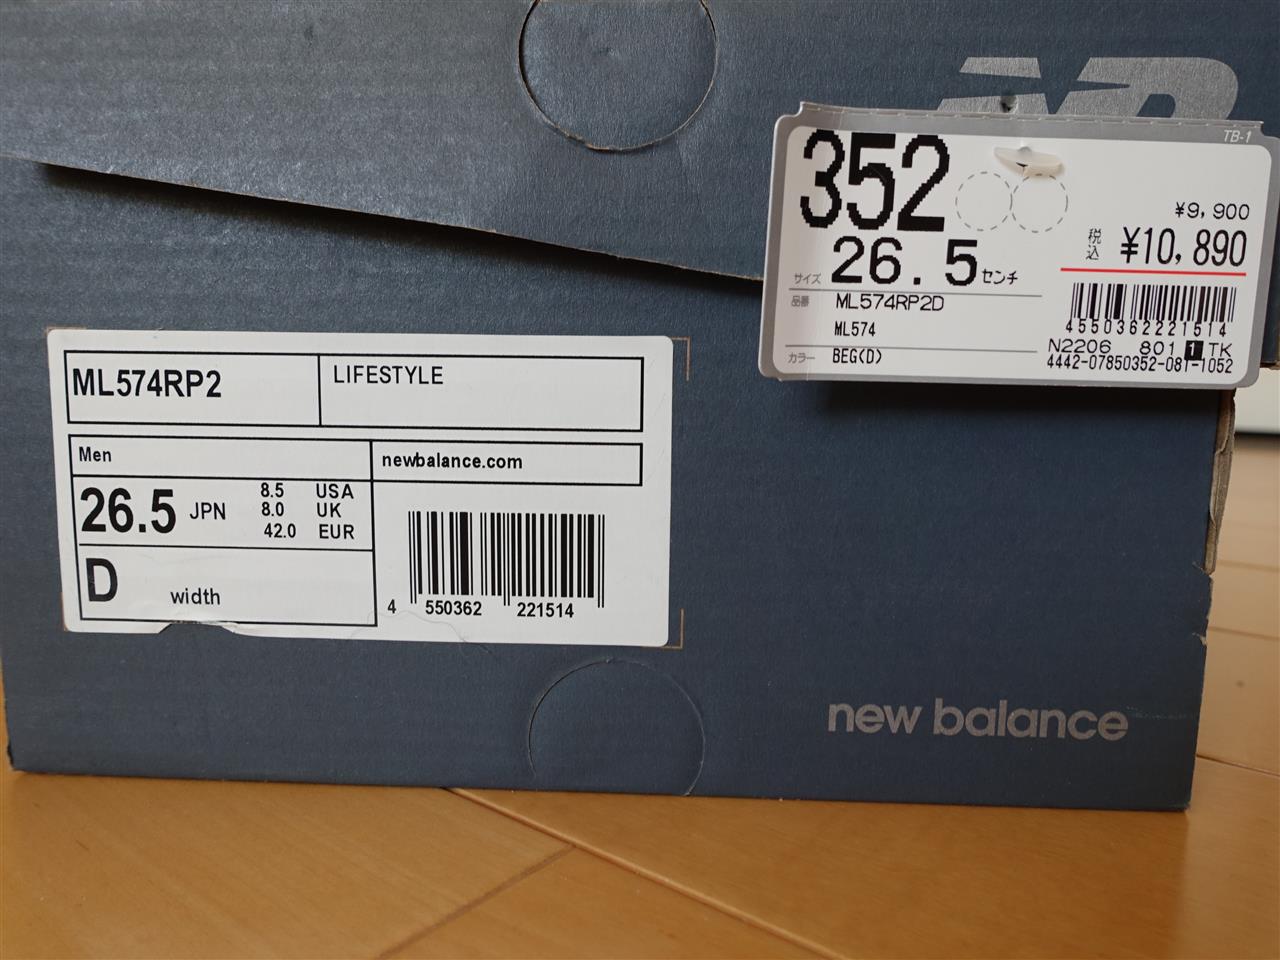 TB-1
352
¥9,900
税込 ¥10,890
サイズ 26.5センチ
品番 ML574RP2D
ML574
カラー BEG(D)
4550362221514
N2206 801 1 TK
4442-07850352-081-1052
ML574RP2
LIFESTYLE
Men
newbalance.com
26.5 JPN
8.5 USA
8.0 UK
42.0 EUR
D width
4 550362 221514
new balance